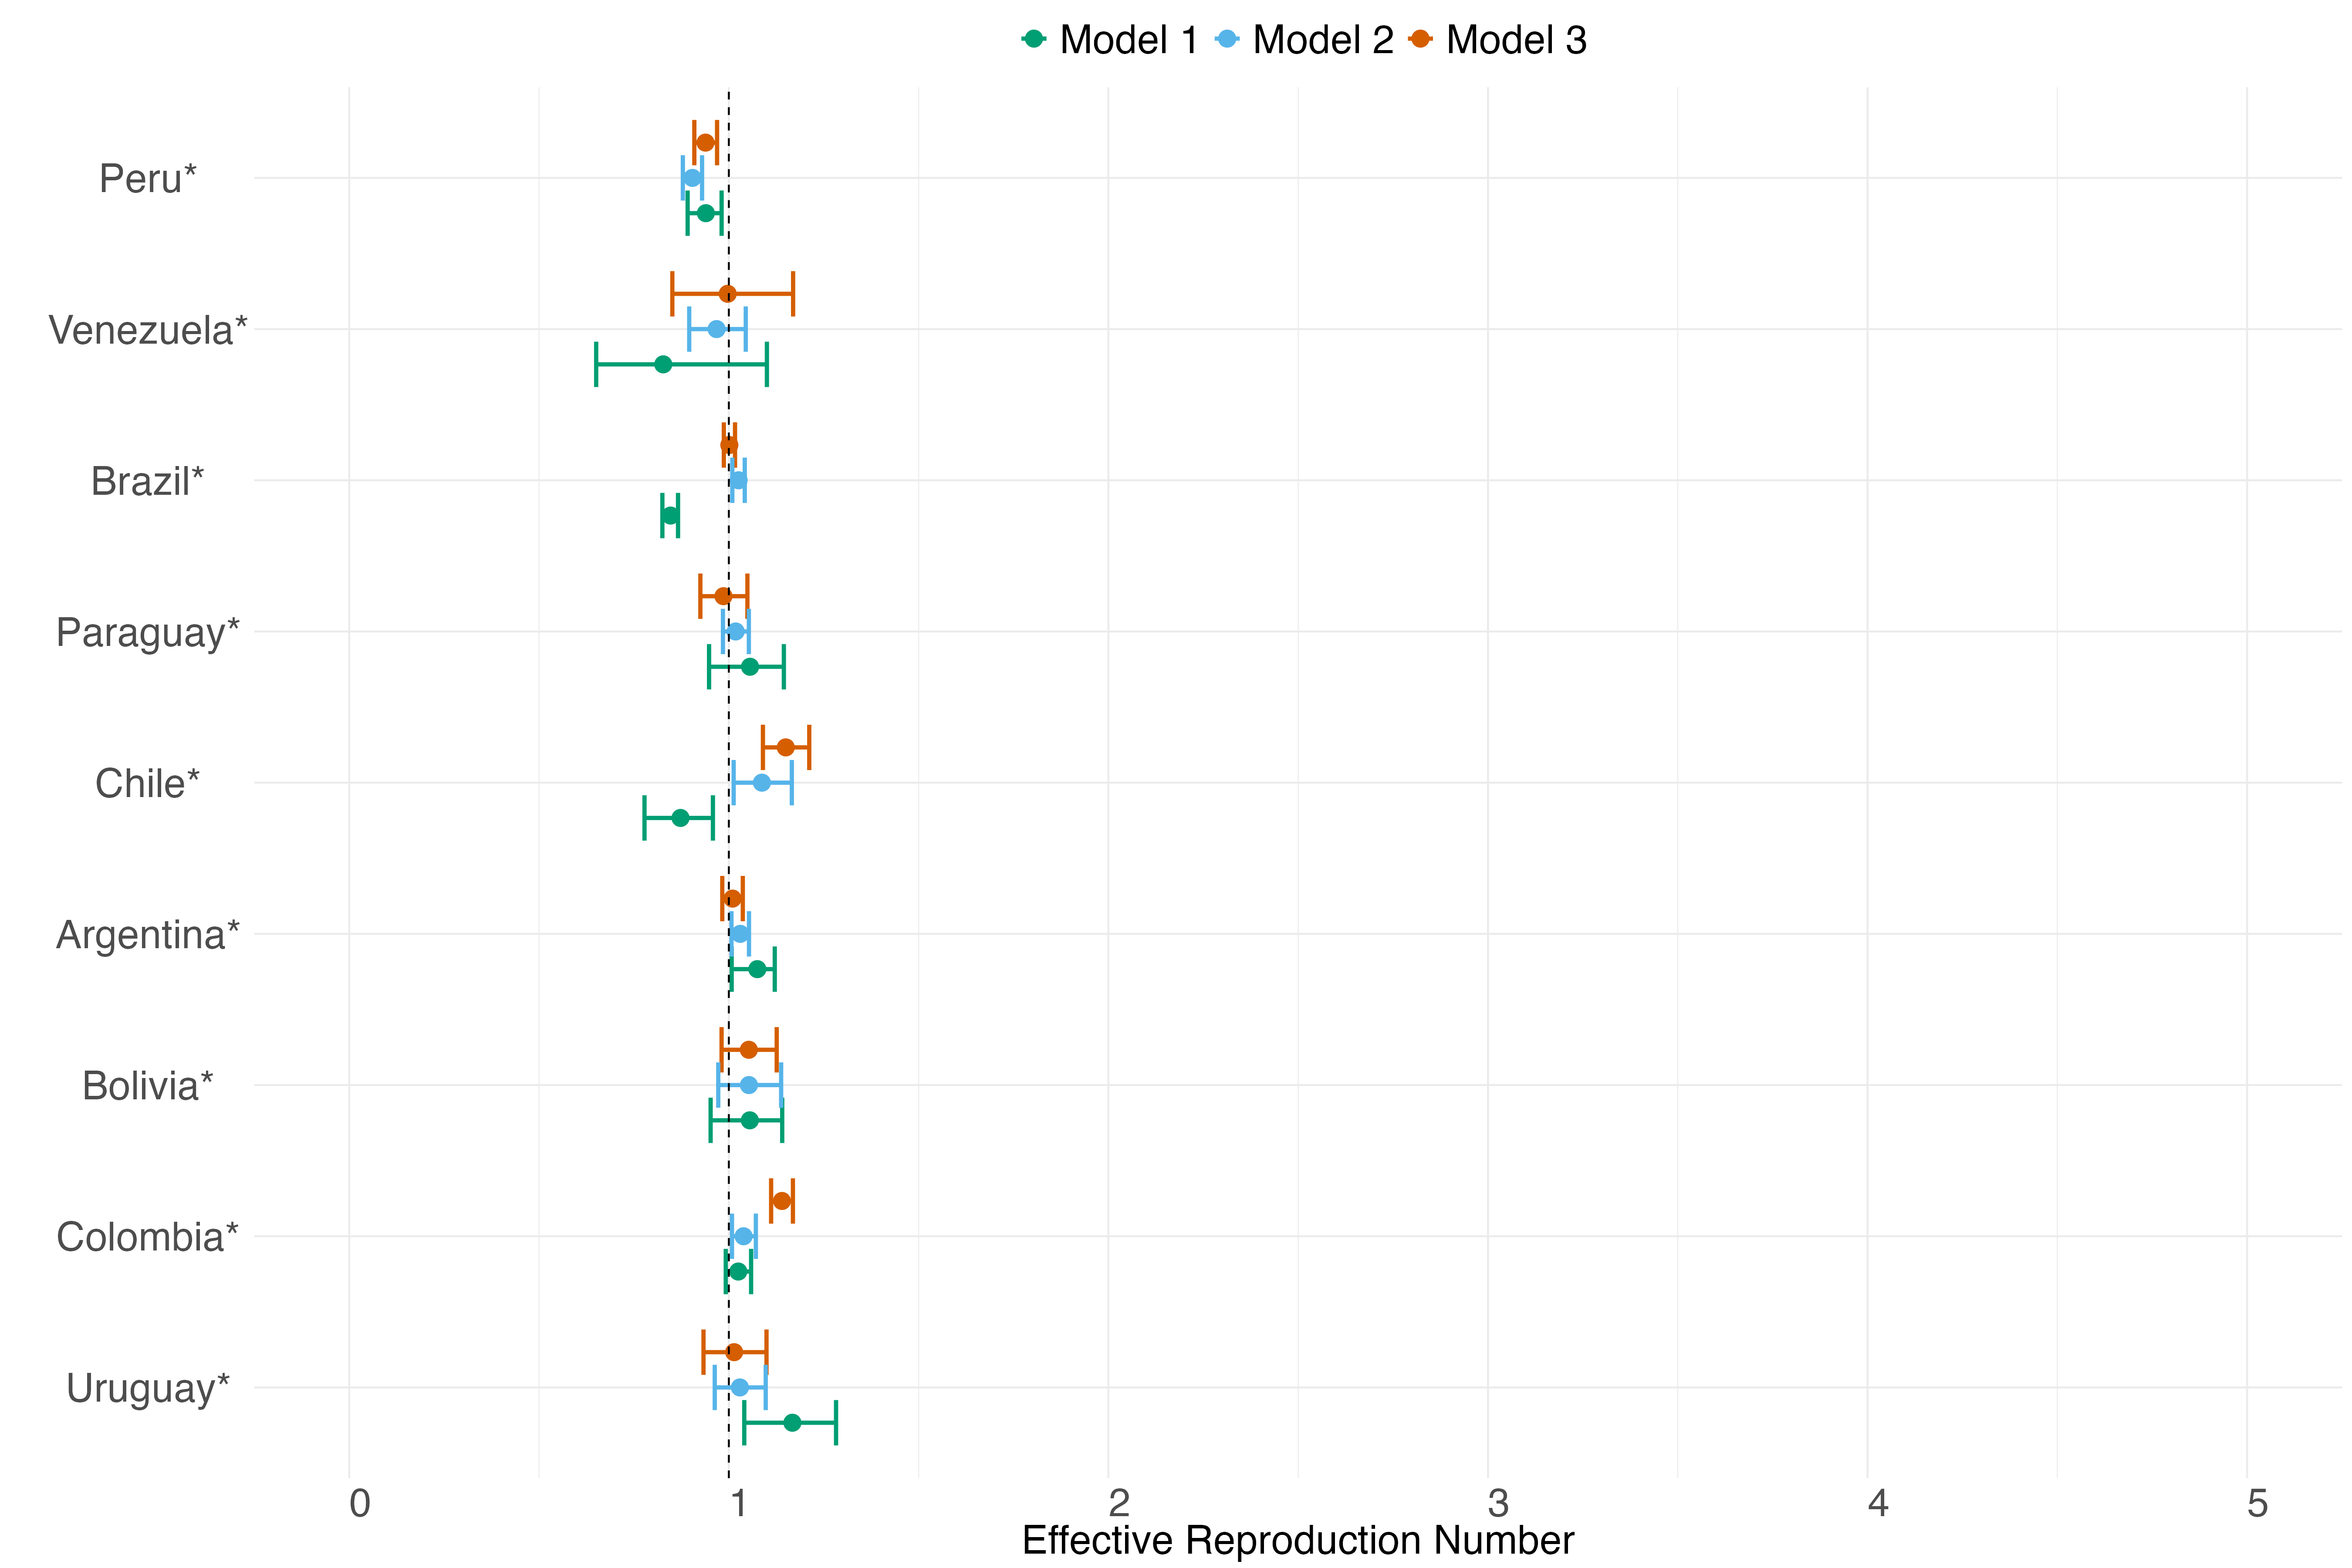 Model 1 Model 2 Model 3
Peru*
Venezuela*
Brazil*
Paraguay*
Chile*
Argentina*
Bolivia*
Colombia*
Uruguay*
0 1 2 3 4 5
Effective Reproduction Number